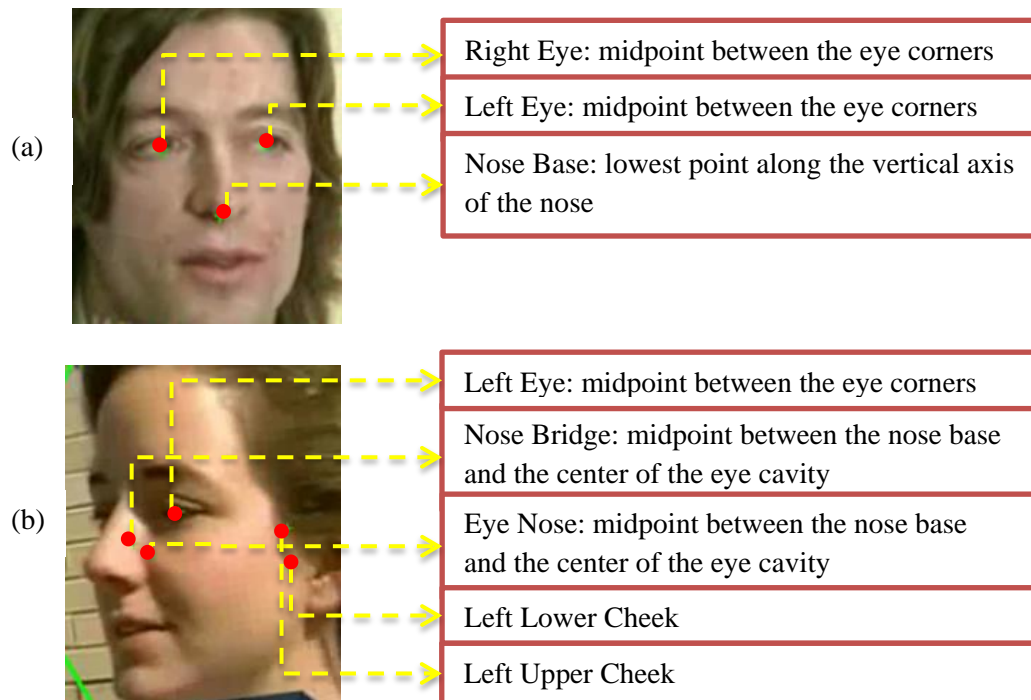 Right Eye: midpoint between the eye corners
Left Eye: midpoint between the eye corners
(a)
Nose Base: lowest point along the vertical axis
of the nose
Left Eye: midpoint between the eye corners
Nose Bridge: midpoint between the nose base
and the center of the eye cavity
(b)
Eye Nose: midpoint between the nose base
and the center of the eye cavity
Left Lower Cheek
Left Upper Cheek